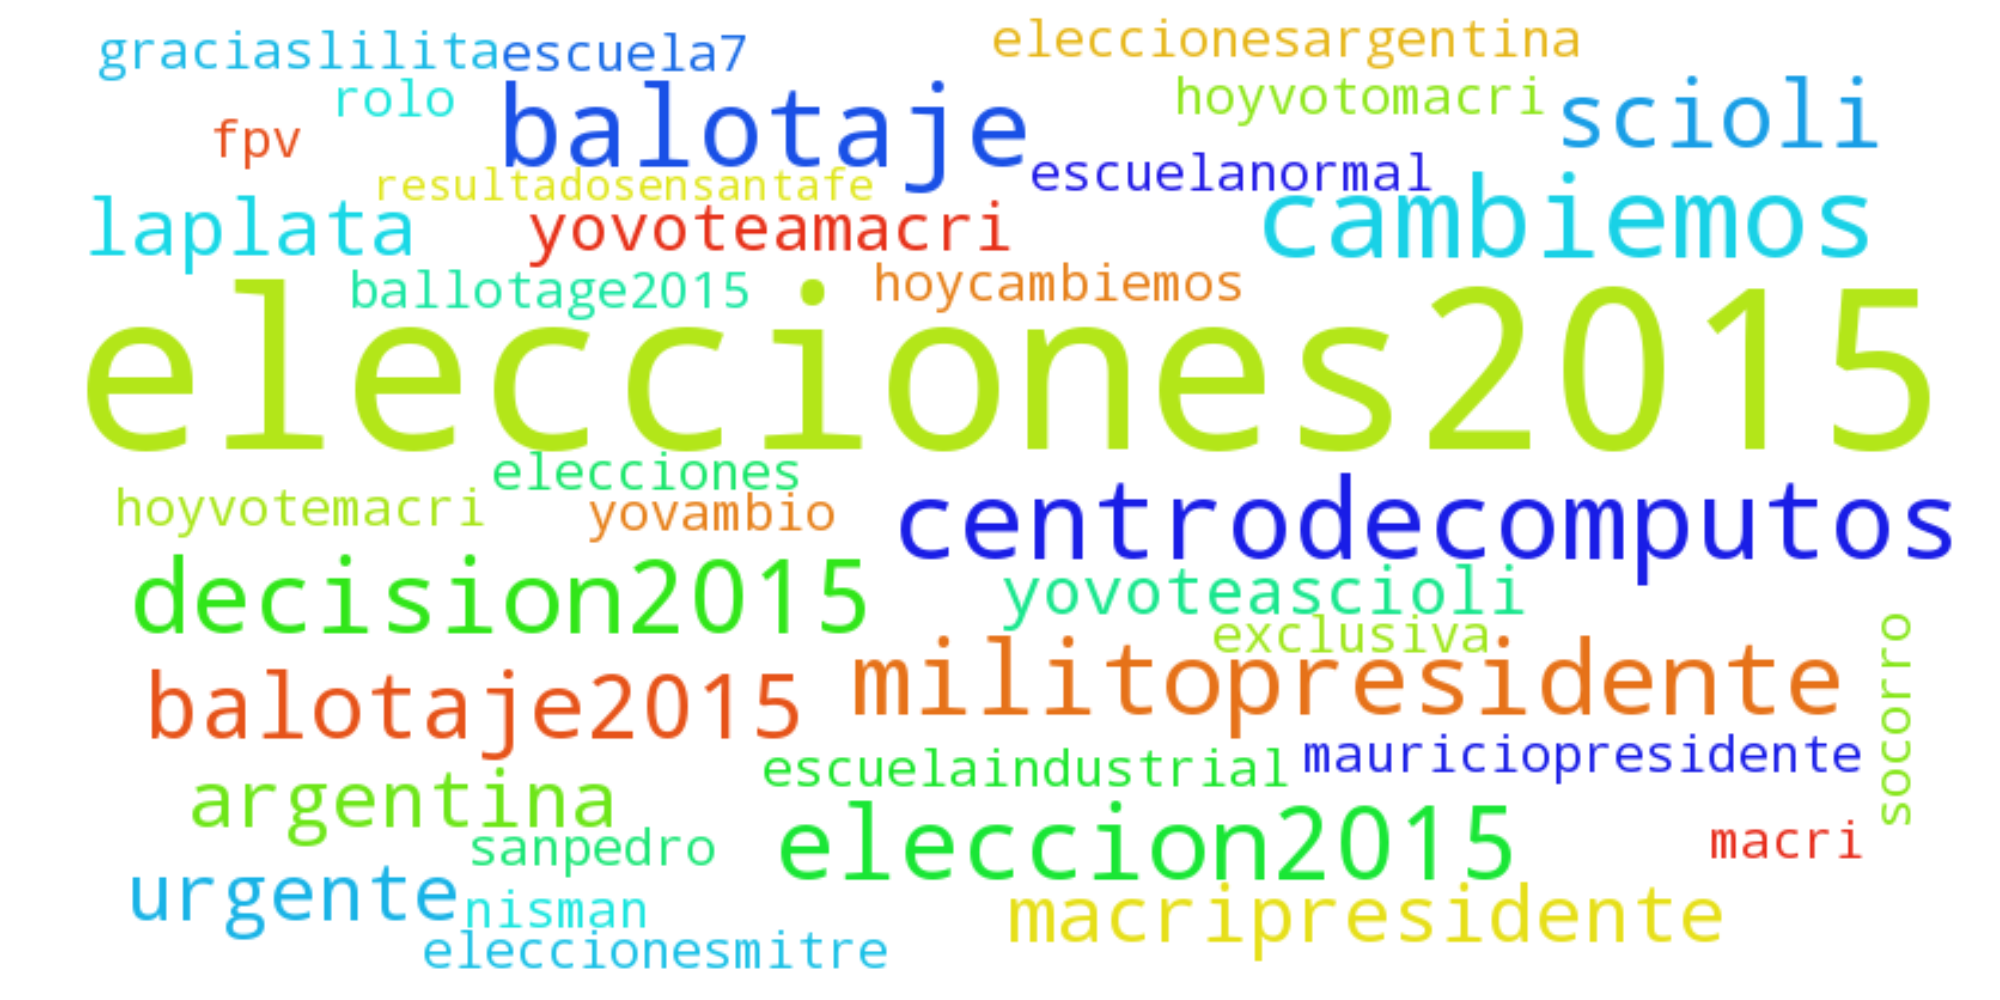 graciaslilita
escuela7
eleccionesargentina
rolo
balotaje
hoyvotomacri
scioli
fpv
resultadosensantafe
escuelanormal
laplata
yovoteamacri
cambiemos
ballotage2015
hoycambiemos
elecciones2015
elecciones
hoyvotemacri
yovambio
centrodecomputos
decision2015
yovoteascioli
exclusiva
balotaje2015
militopresidente
socorro
escuelaindustrial
mauriciopresidente
argentina
sanpedro
eleccion2015
macri
urgente
nisman
macripresidente
eleccionesmitre